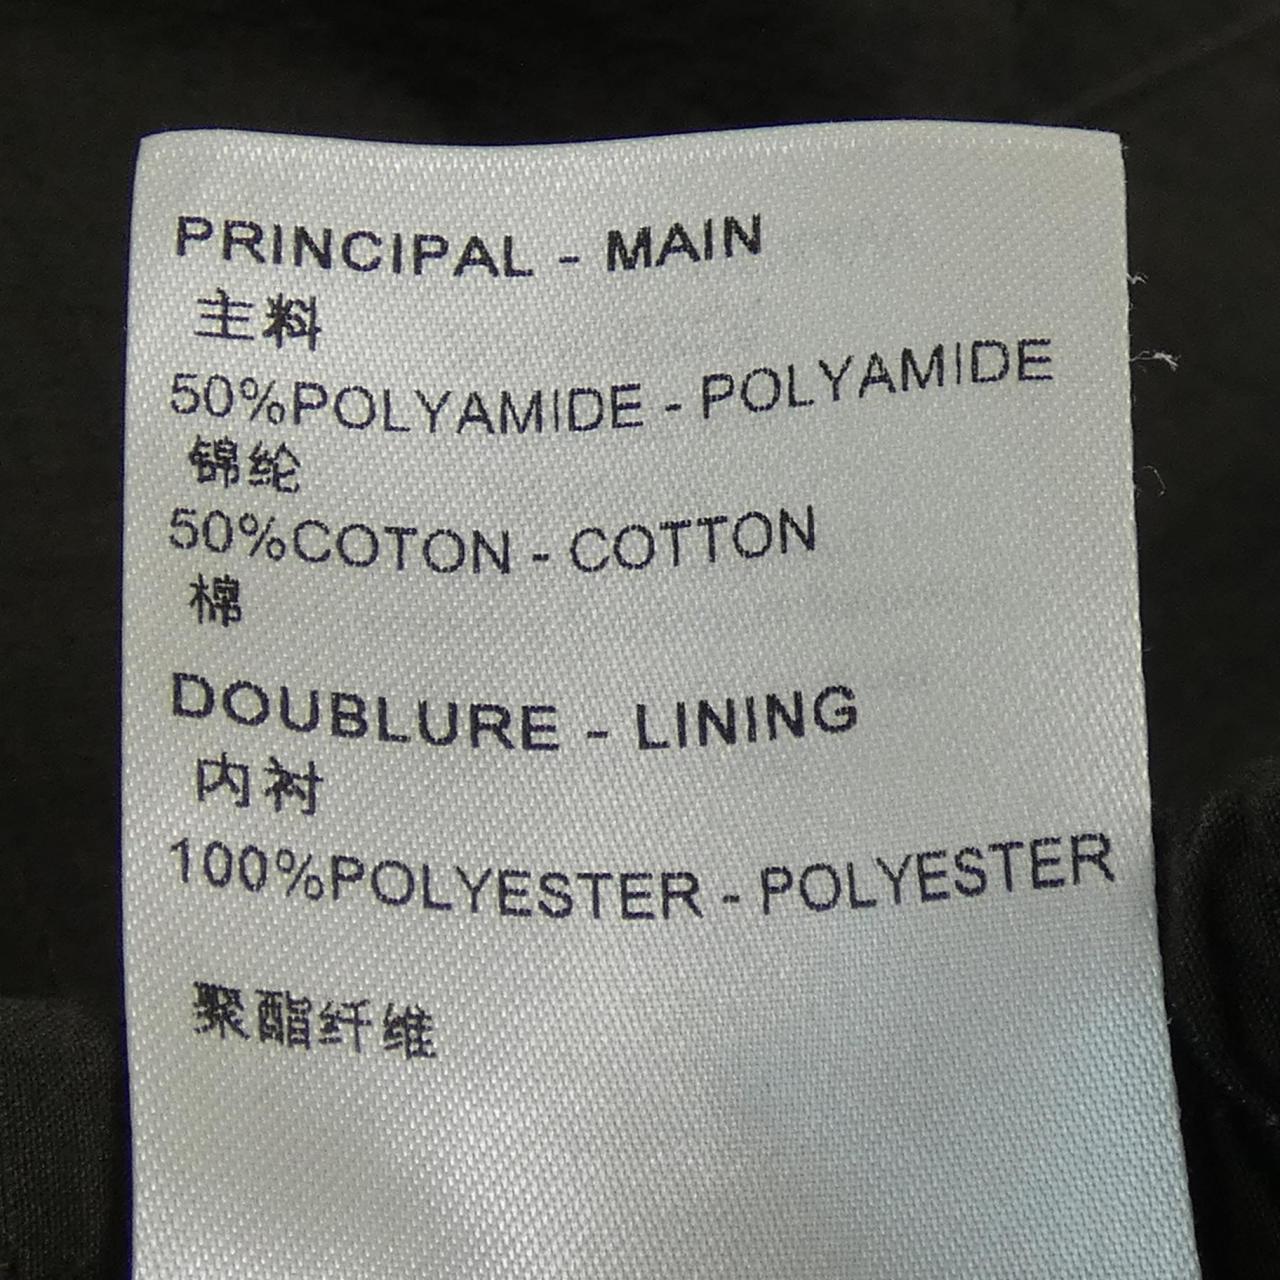 PRINCIPAL - MAIN
主料
50%POLYAMIDE - POLYAMIDE
锦纶
50%COTON - COTTON
棉
DOUBLURE - LINING
内衬
100%POLYESTER - POLYESTER
聚酯纤维